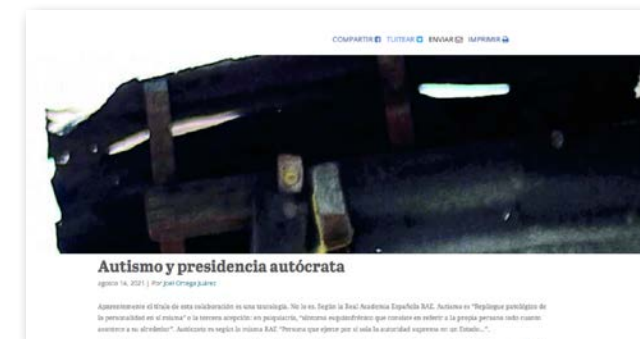 COMPARTIR TUITEAR ENVIAR IMPRIMIR
Autismo y presidencia autócrata
agosto 14, 2021 | Por Joel Ortega Juárez
Aparentemente el título de esta colaboración es una tautología. No lo es. Según la Real Academia Española RAE. Autismo es "Repliegue patológico de
la personalidad en sí misma" o la tercera acepción: en psiquiatría, "síntoma esquizofrénico que consiste en referir a la propia persona todo cuanto
acontece a su alrededor". Autócrata es según la misma RAE "Persona que ejerce por sí sola la autoridad suprema en un Estado...".